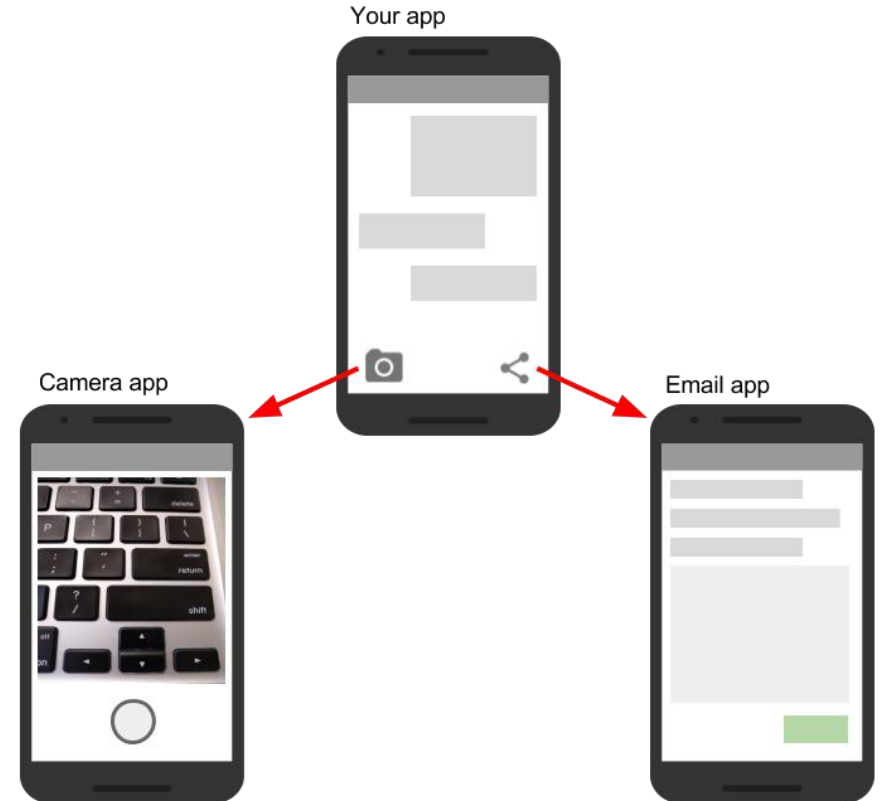 Your app
Camera app
Email app
- +
_ =
delete
P { } |
[ ] \
: " enter
; ' return
?
/ shift
alt
on